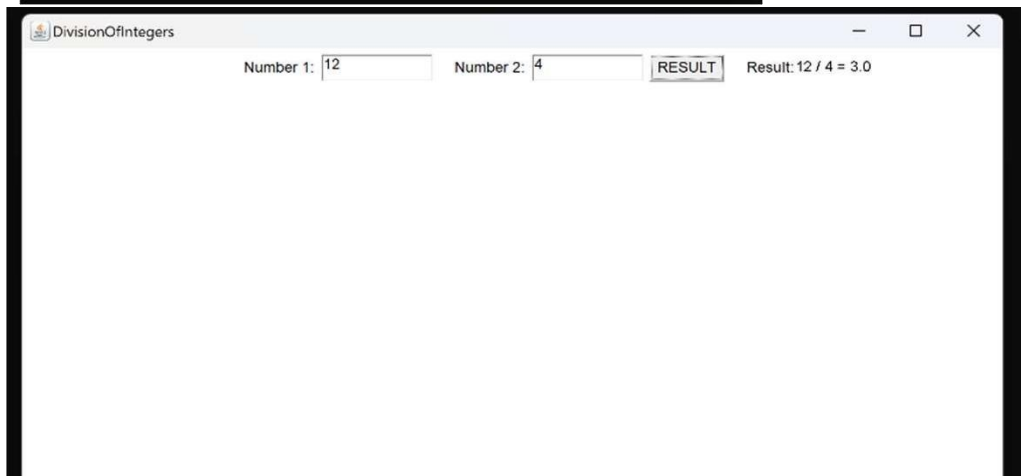 DivisionOfIntegers
Number 1: 12 Number 2: 4 RESULT Result: 12 / 4 = 3.0